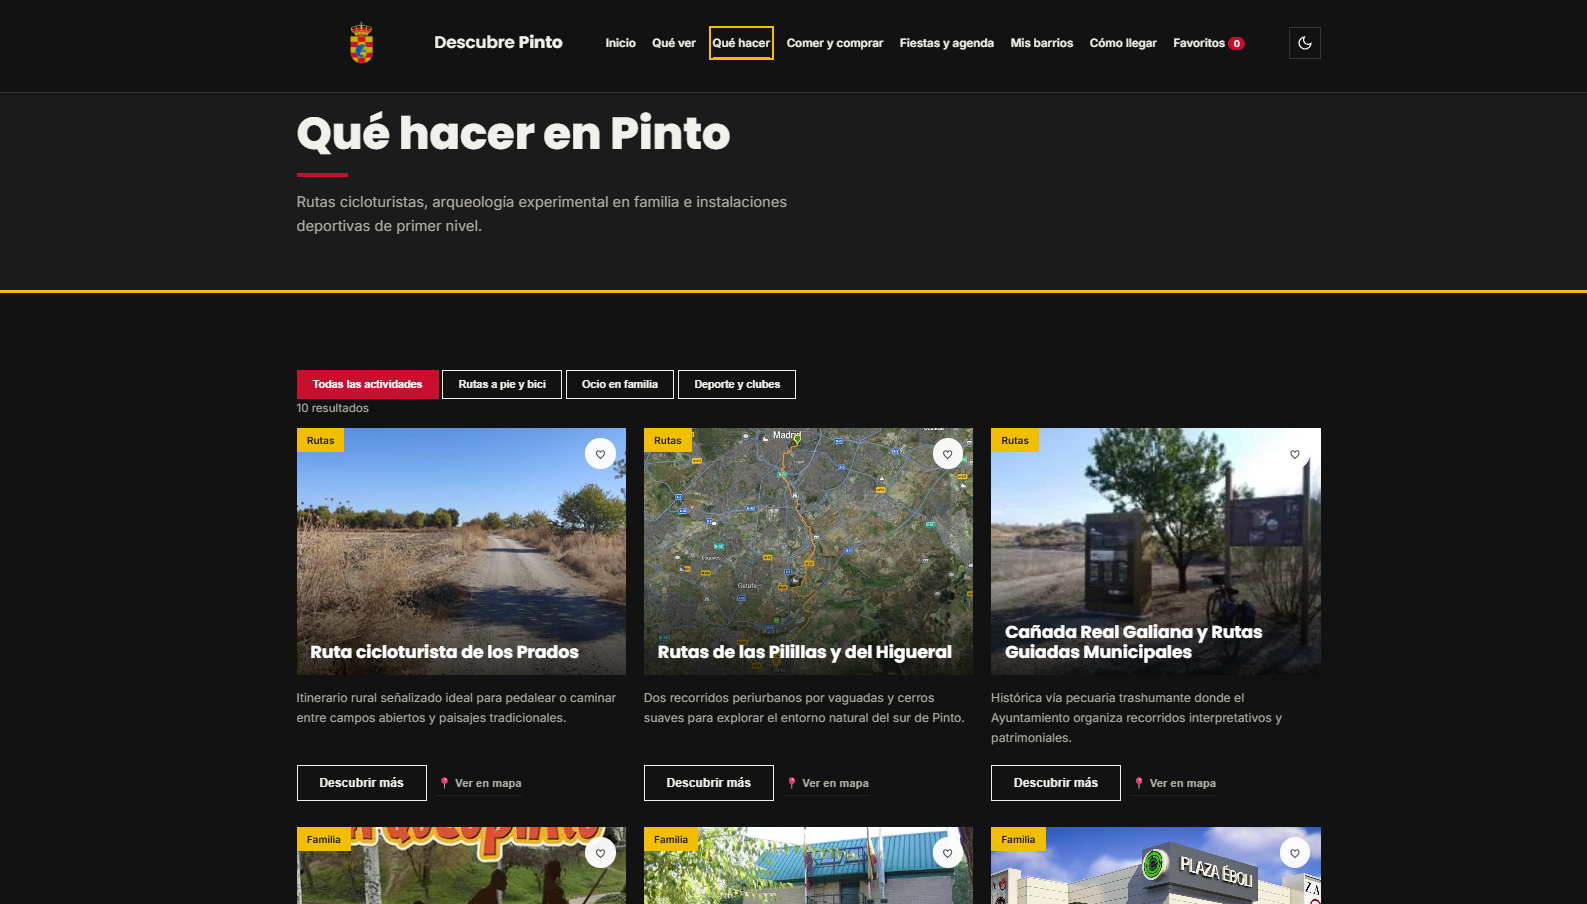 Descubre Pinto
Inicio
Qué ver
Qué hacer
Comer y comprar
Fiestas y agenda
Mis barrios
Cómo llegar
Favoritos 0
Qué hacer en Pinto
Rutas cicloturistas, arqueología experimental en familia e instalaciones
deportivas de primer nivel.
Todas las actividades
Rutas a pie y bici
Ocio en familia
Deporte y clubes
10 resultados
Rutas
Ruta cicloturista de los Prados
Itinerario rural señalizado ideal para pedalear o caminar
entre campos abiertos y paisajes tradicionales.
Descubrir más
Ver en mapa
Rutas
Madrid
Getafe
Rutas de las Pilillas y del Higueral
Dos recorridos periurbanos por vaguadas y cerros
suaves para explorar el entorno natural del sur de Pinto.
Descubrir más
Ver en mapa
Rutas
Cañada Real Galiana y Rutas
Guiadas Municipales
Histórica vía pecuaria trashumante donde el
Ayuntamiento organiza recorridos interpretativos y
patrimoniales.
Descubrir más
Ver en mapa
Familia
Familia
Familia
PLAZA ÉBOLI